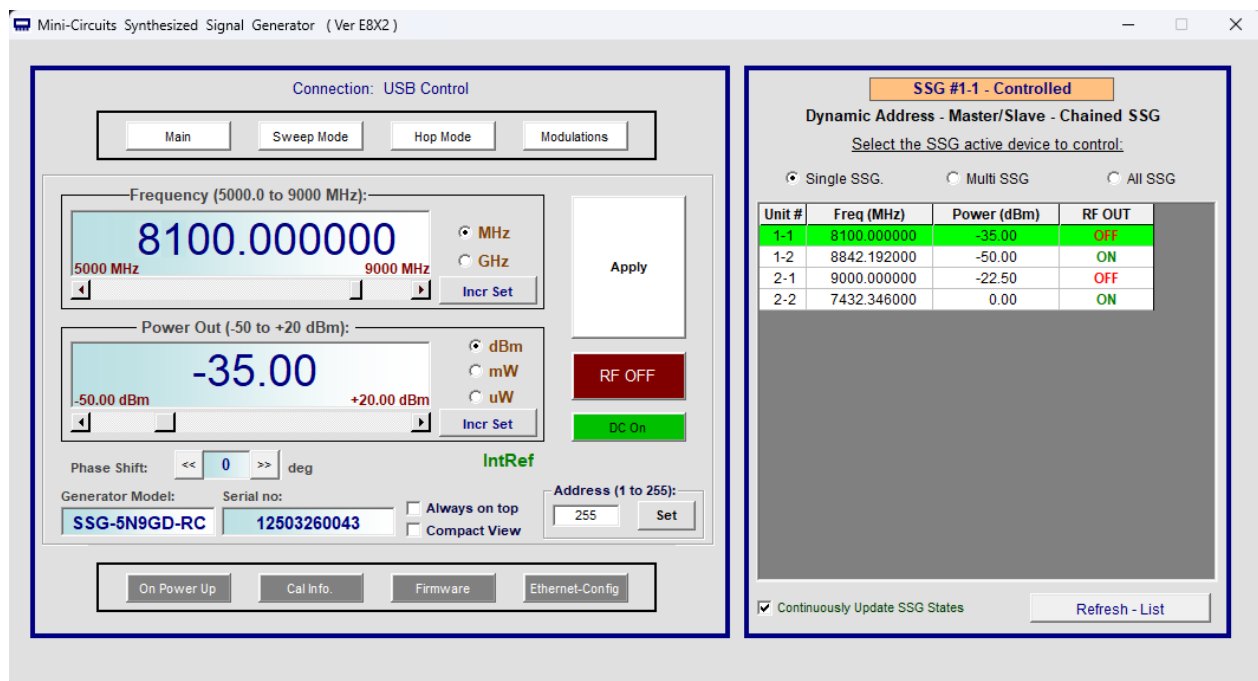 Mini-Circuits Synthesized Signal Generator ( Ver E8X2 )
Connection: USB Control
Main Sweep Mode Hop Mode Modulations
Frequency (5000.0 to 9000 MHz):
8100.000000
5000 MHz 9000 MHz
MHz
GHz
Incr Set
Apply
Power Out (-50 to +20 dBm):
-35.00
-50.00 dBm +20.00 dBm
dBm
mW
uW
Incr Set
RF OFF
DC On
Phase Shift: << 0 >> deg
IntRef
Generator Model: Serial no:
SSG-5N9GD-RC 12503260043
Always on top
Compact View
Address (1 to 255):
255 Set
On Power Up Cal Info. Firmware Ethernet-Config
SSG #1-1 - Controlled
Dynamic Address - Master/Slave - Chained SSG
Select the SSG active device to control:
Single SSG. Multi SSG All SSG
Unit # Freq (MHz) Power (dBm) RF OUT
1-1 8100.000000 -35.00 OFF
1-2 8842.192000 -50.00 ON
2-1 9000.000000 -22.50 OFF
2-2 7432.346000 0.00 ON
Continuously Update SSG States
Refresh - List